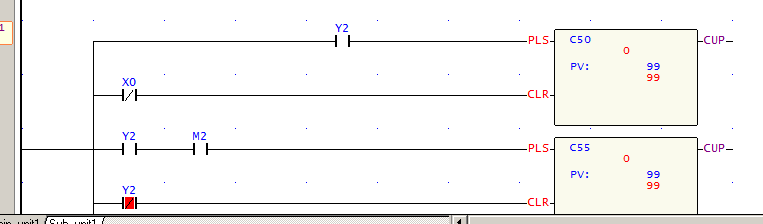 1
Y2
PLS C50 CUP
0
PV: 99
X0 99
CLR
Y2 M2
PLS C55 CUP
0
PV: 99
Y2 99
CLR
Sub_unit1